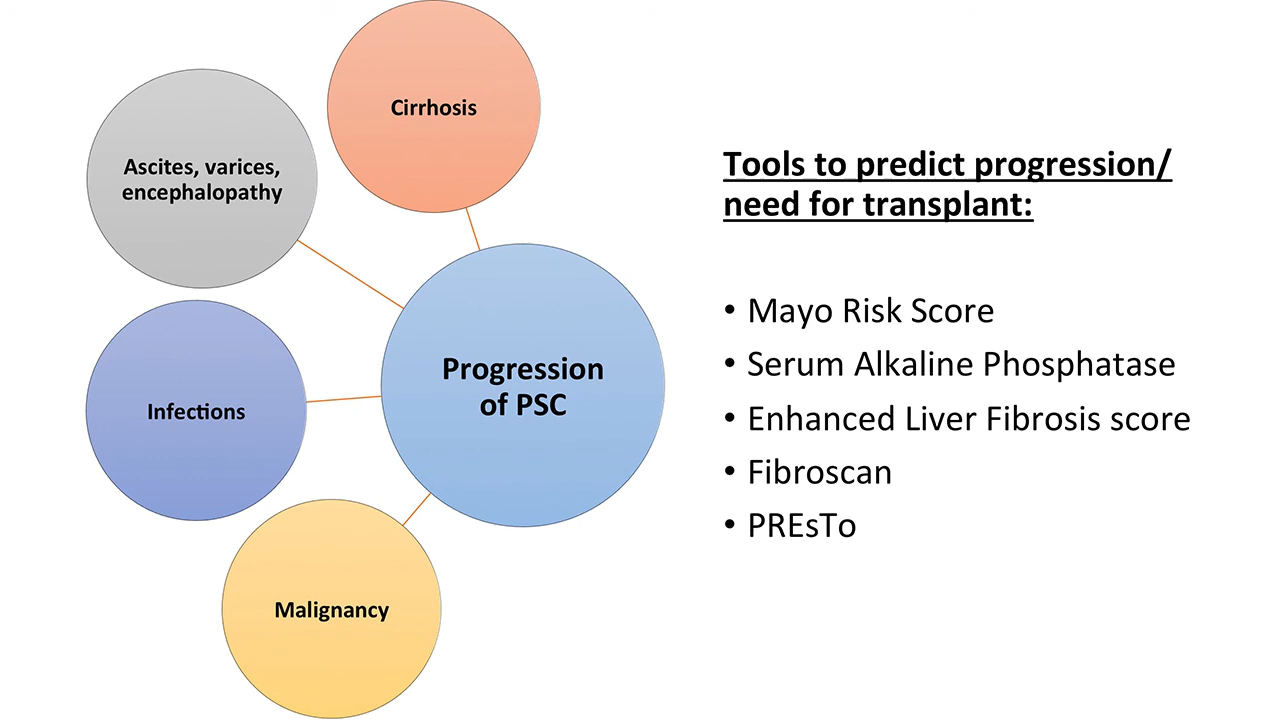 Cirrhosis
Ascites, varices,
encephalopathy
Infections
Malignancy
Progression
of PSC
Tools to predict progression/
need for transplant:
• Mayo Risk Score
• Serum Alkaline Phosphatase
• Enhanced Liver Fibrosis score
• Fibroscan
• PREsTo